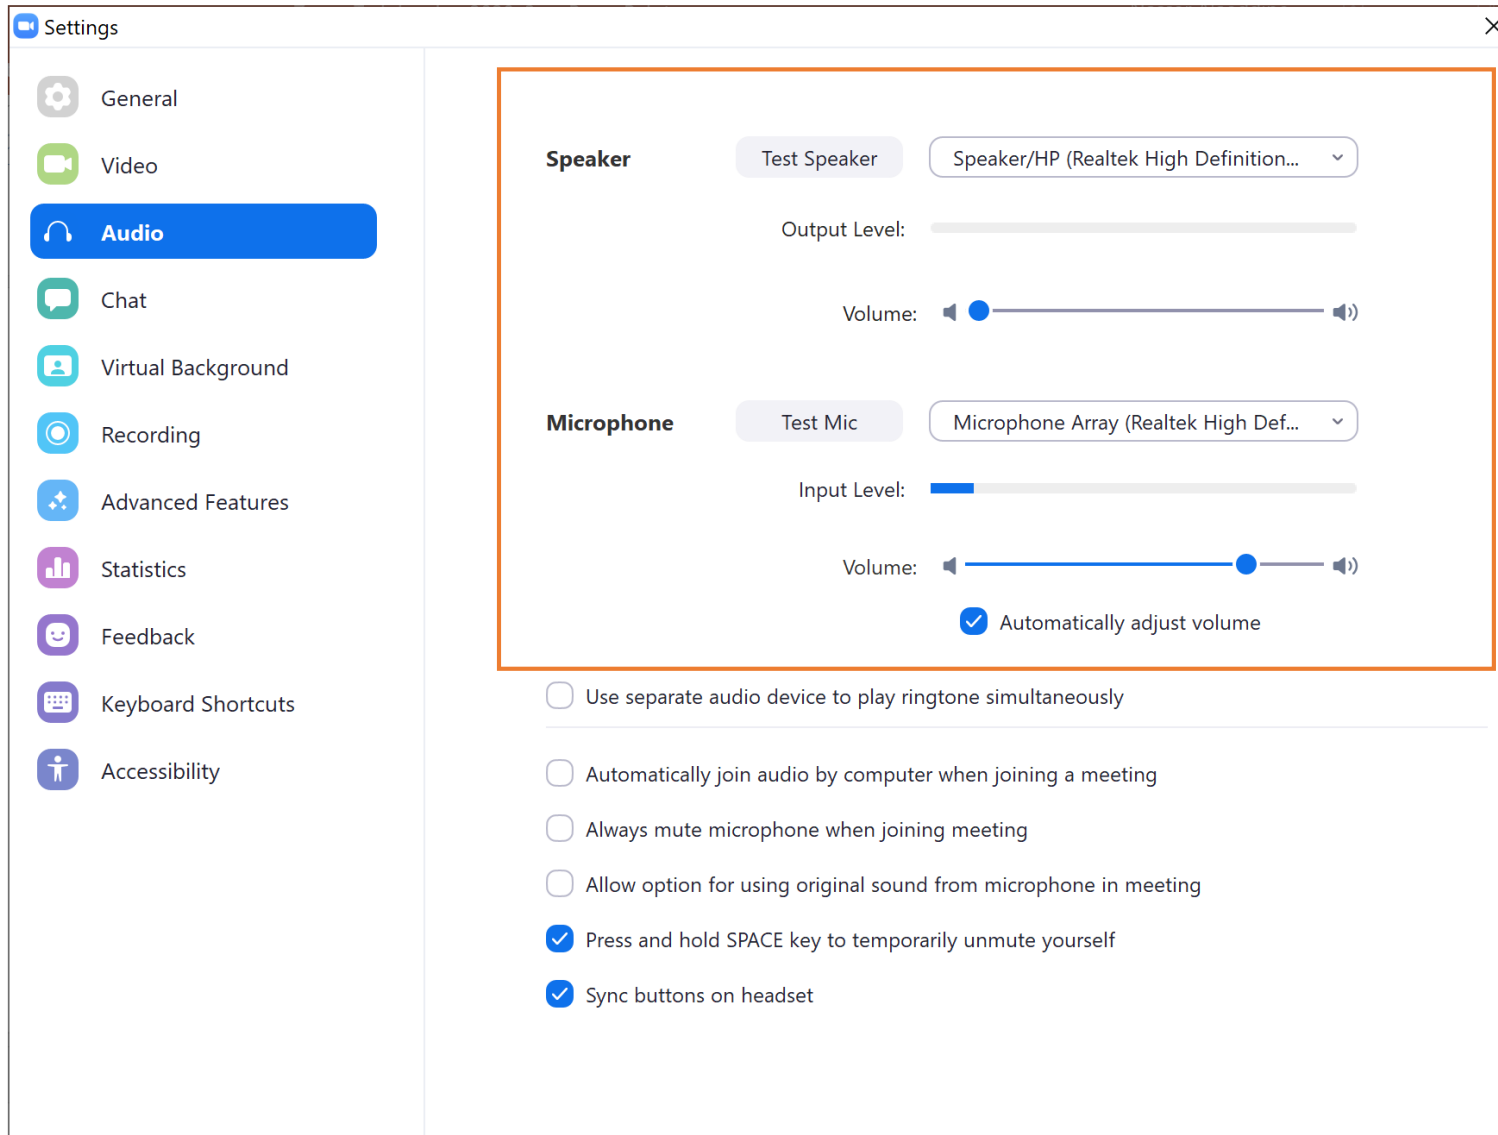 Settings
General
Video
Audio
Chat
Virtual Background
Recording
Advanced Features
Statistics
Feedback
Keyboard Shortcuts
Accessibility
Speaker
Test Speaker
Speaker/HP (Realtek High Definition...
Output Level:
Volume:
Microphone
Test Mic
Microphone Array (Realtek High Def...
Input Level:
Volume:
Automatically adjust volume
Use separate audio device to play ringtone simultaneously
Automatically join audio by computer when joining a meeting
Always mute microphone when joining meeting
Allow option for using original sound from microphone in meeting
Press and hold SPACE key to temporarily unmute yourself
Sync buttons on headset